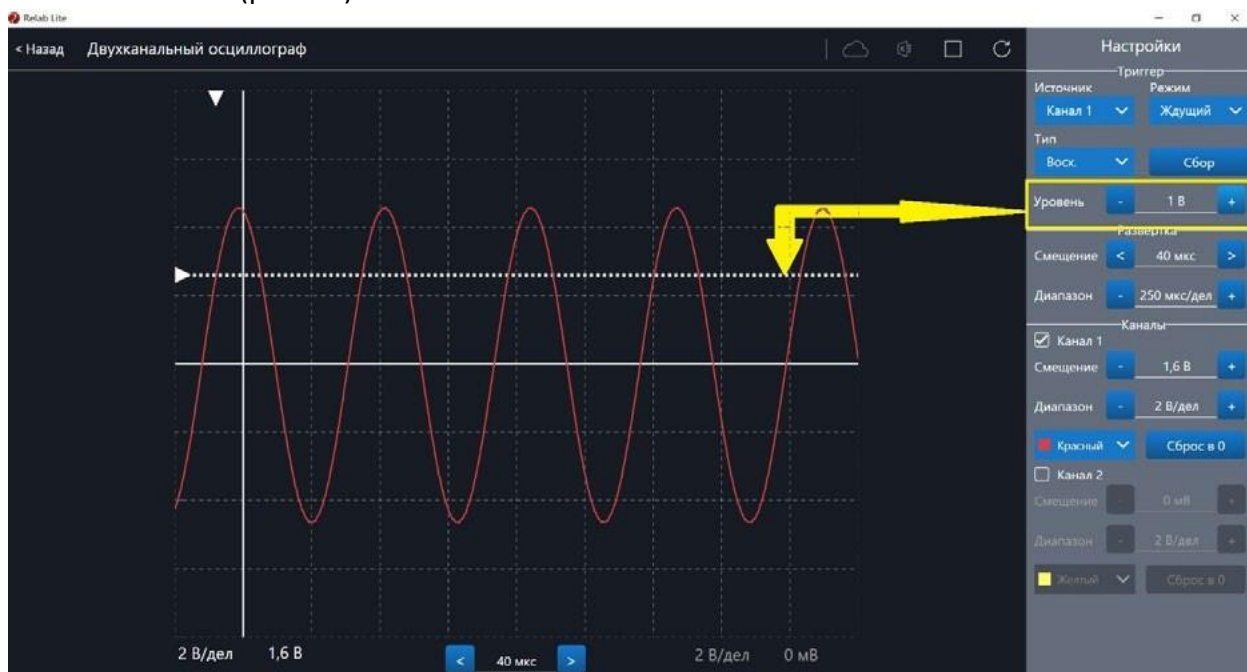 Relab Lite
< Назад Двухканальный осциллограф
Настройки
Триггер
Источник Режим
Канал 1 Ждущий
Тип
Восх. Сбор
Уровень - 1 В +
Развертка
Смещение < 40 мкс >
Диапазон - 250 мкс/дел +
Каналы
Канал 1
Смещение - 1,6 В +
Диапазон - 2 В/дел +
Красный Сброс в 0
Канал 2
Смещение - 0 мВ +
Диапазон - 2 В/дел +
Желтый Сброс в 0
2 В/дел 1,6 В < 40 мкс > 2 В/дел 0 мВ